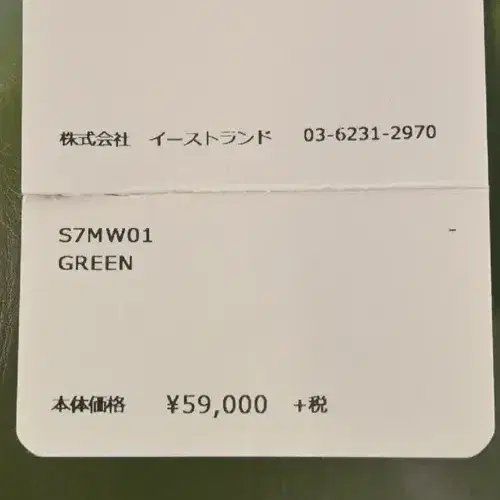 株式会社 イーストランド 03-6231-2970
S7MW01 -
GREEN
本体価格 ¥59,000 +税